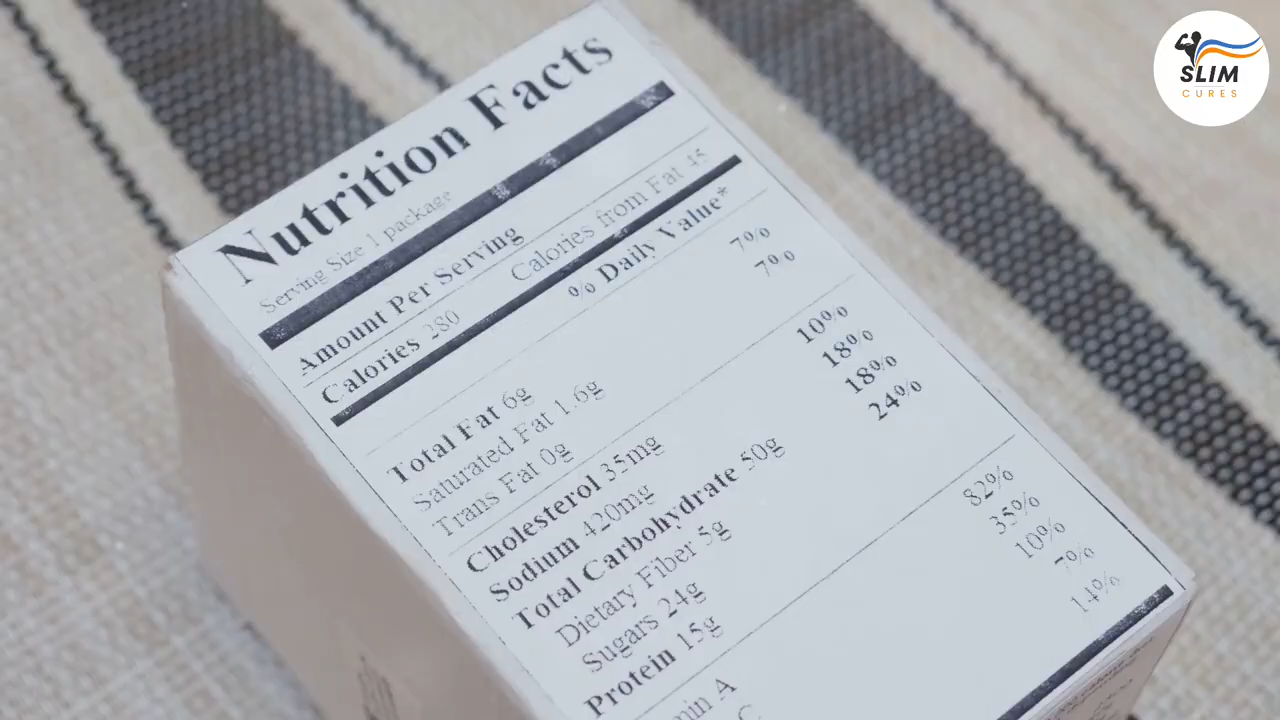 SLIM
CURES
Nutrition Facts
Serving Size 1 package
Amount Per Serving
Calories 280 Calories from Fat 45
% Daily Value*
Total Fat 6g 7%
Saturated Fat 1.6g 7%
Trans Fat 0g
Cholesterol 35mg 10%
Sodium 420mg 18%
Total Carbohydrate 50g 18%
Dietary Fiber 5g 24%
Sugars 24g
Protein 15g 82%
35%
10%
7%
14%